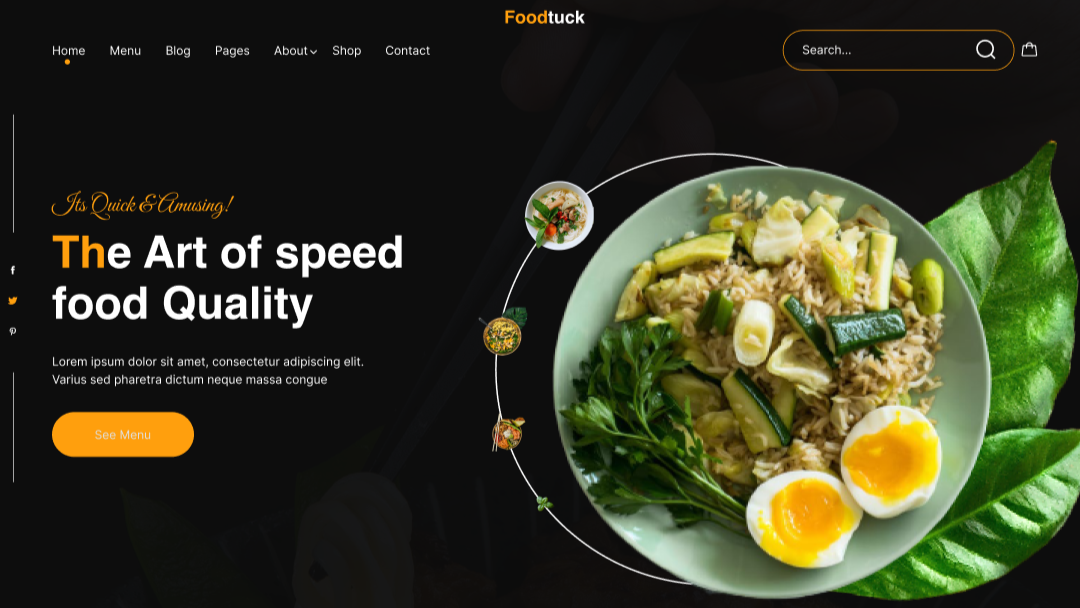 Foodtuck
Home Menu Blog Pages About Shop Contact
Search...
Its Quick & Amusing!
The Art of speed
food Quality
Lorem ipsum dolor sit amet, consectetur adipiscing elit.
Varius sed pharetra dictum neque massa congue
See Menu